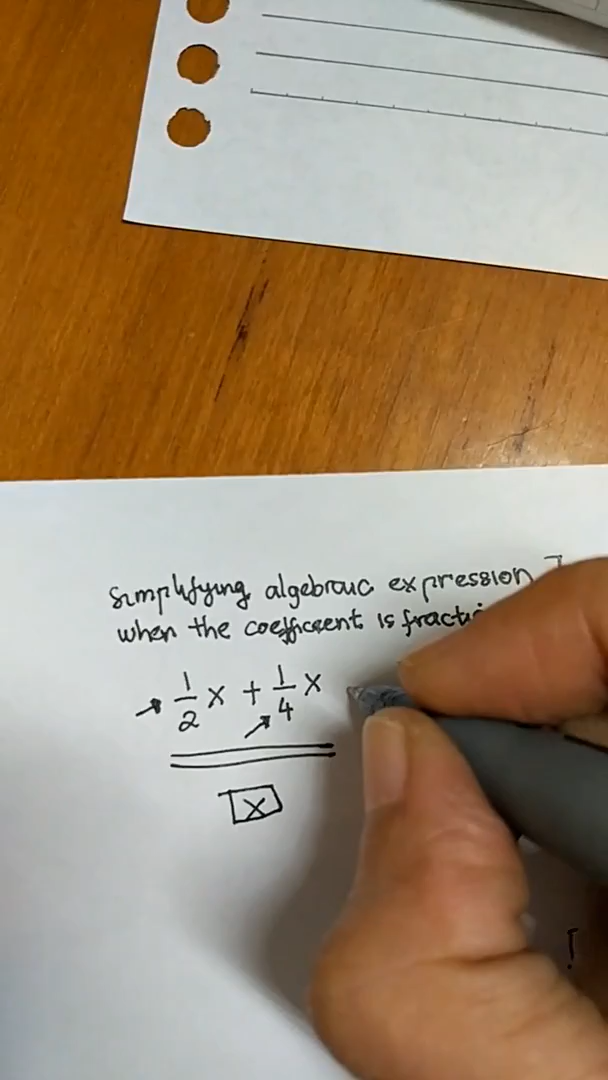 Simplifying algebraic expression
when the coefficient is
1/2 x + 1/4 x
x